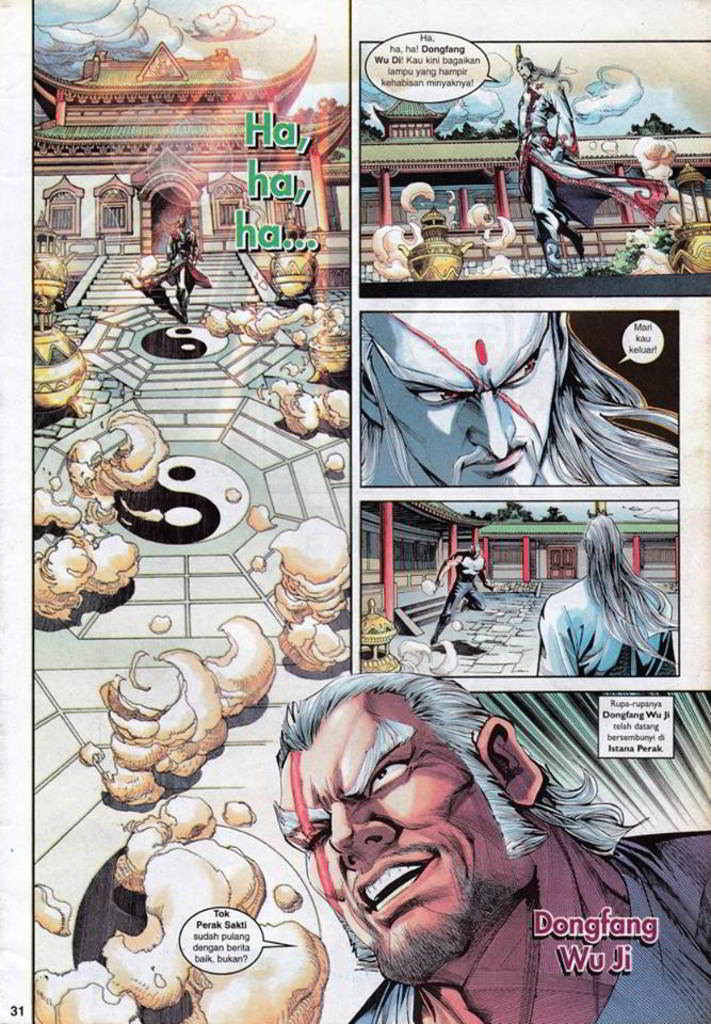 Ha,
ha,
ha...
Ha,
ha, ha! Dongfang
Wu Di! Kau kini bagaikan
lampu yang hampir
kehabisan minyaknya!
Mari
kau
keluar!
Rupa-rupanya
Dongfang Wu Ji
telah datang
bersembunyi di
Istana Perak.
Tok
Perak Sakti
sudah pulang
dengan berita
baik, bukan?
Dongfang
Wu Ji
31